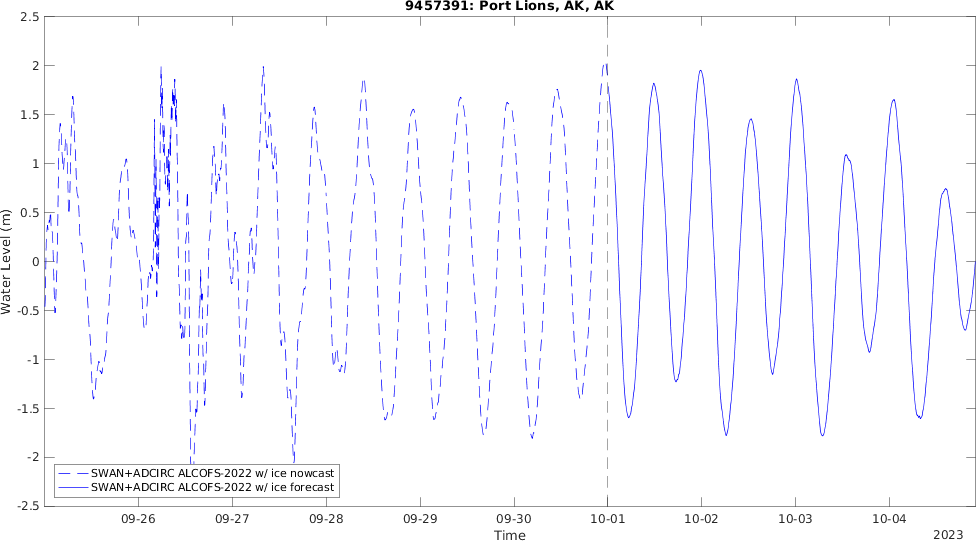 9457391: Port Lions, AK, AK
2.5
2
1.5
1
0.5
0
-0.5
-1
-1.5
-2
-2.5
Water Level (m)
SWAN+ADCIRC ALCOFS-2022 w/ ice nowcast
SWAN+ADCIRC ALCOFS-2022 w/ ice forecast
09-26 09-27 09-28 09-29 09-30 10-01 10-02 10-03 10-04
Time
2023